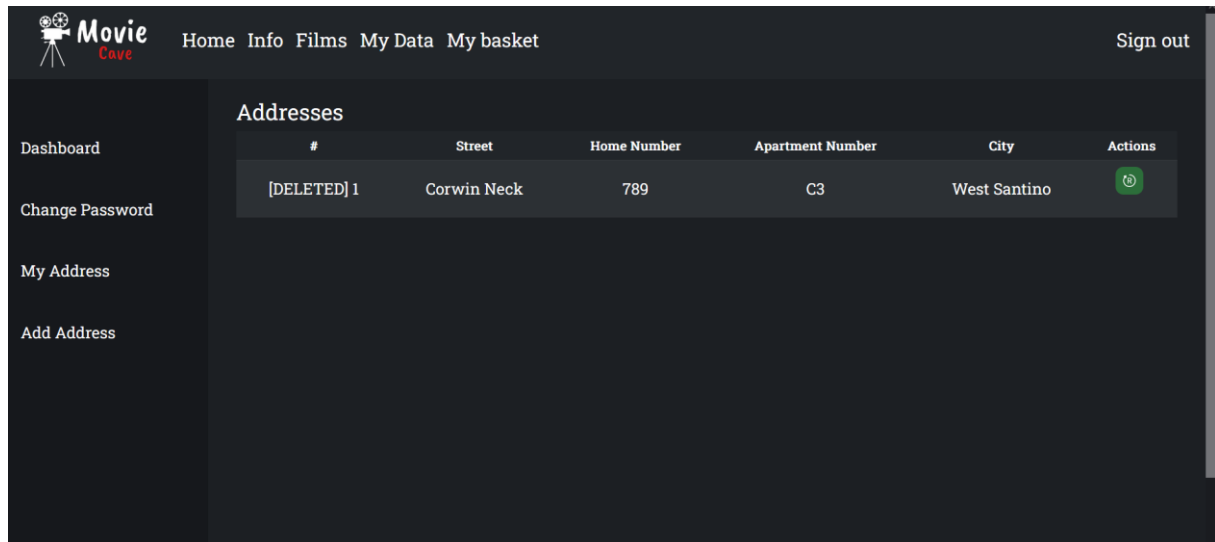 Movie
Cave
Home Info Films My Data My basket
Sign out
Dashboard
Change Password
My Address
Add Address
Addresses
# Street Home Number Apartment Number City Actions
[DELETED] 1 Corwin Neck 789 C3 West Santino